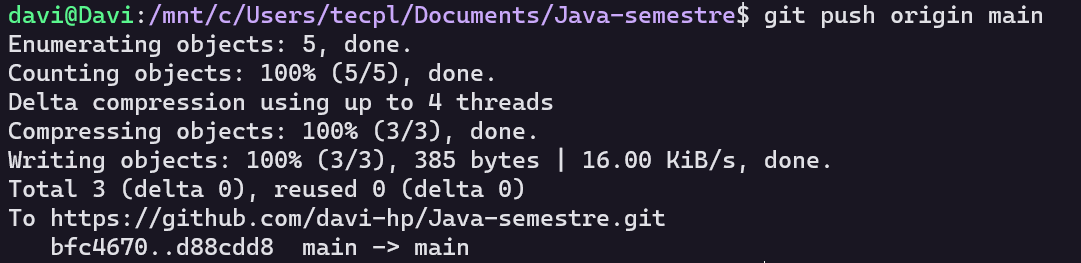 davi@Davi:/mnt/c/Users/tecpl/Documents/Java-semestre$ git push origin main
Enumerating objects: 5, done.
Counting objects: 100% (5/5), done.
Delta compression using up to 4 threads
Compressing objects: 100% (3/3), done.
Writing objects: 100% (3/3), 385 bytes | 16.00 KiB/s, done.
Total 3 (delta 0), reused 0 (delta 0)
To https://github.com/davi-hp/Java-semestre.git
   bfc4670..d88cdd8  main -> main